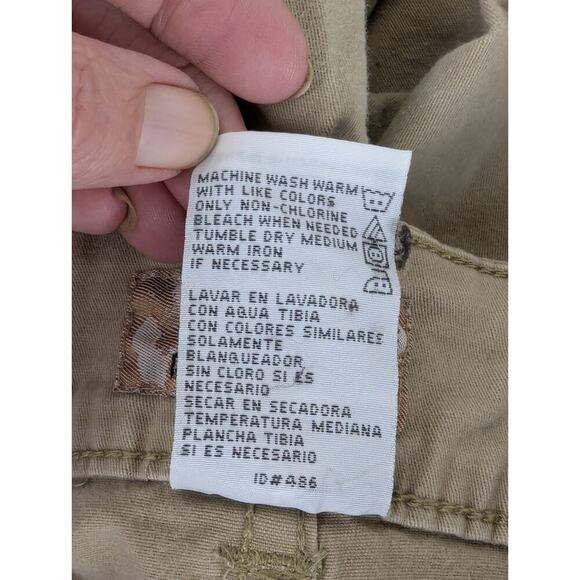 MACHINE WASH WARM
WITH LIKE COLORS
ONLY NON-CHLORINE
BLEACH WHEN NEEDED
TUMBLE DRY MEDIUM
WARM IRON
IF NECESSARY
LAVAR EN LAVADORA
CON AQUA TIBIA
CON COLORES SIMILARES
SOLAMENTE
BLANQUEADOR
SIN CLORO SI ES
NECESARIO
SECAR EN SECADORA
TEMPERATURA MEDIANA
PLANCHA TIBIA
SI ES NECESARIO
ID#486